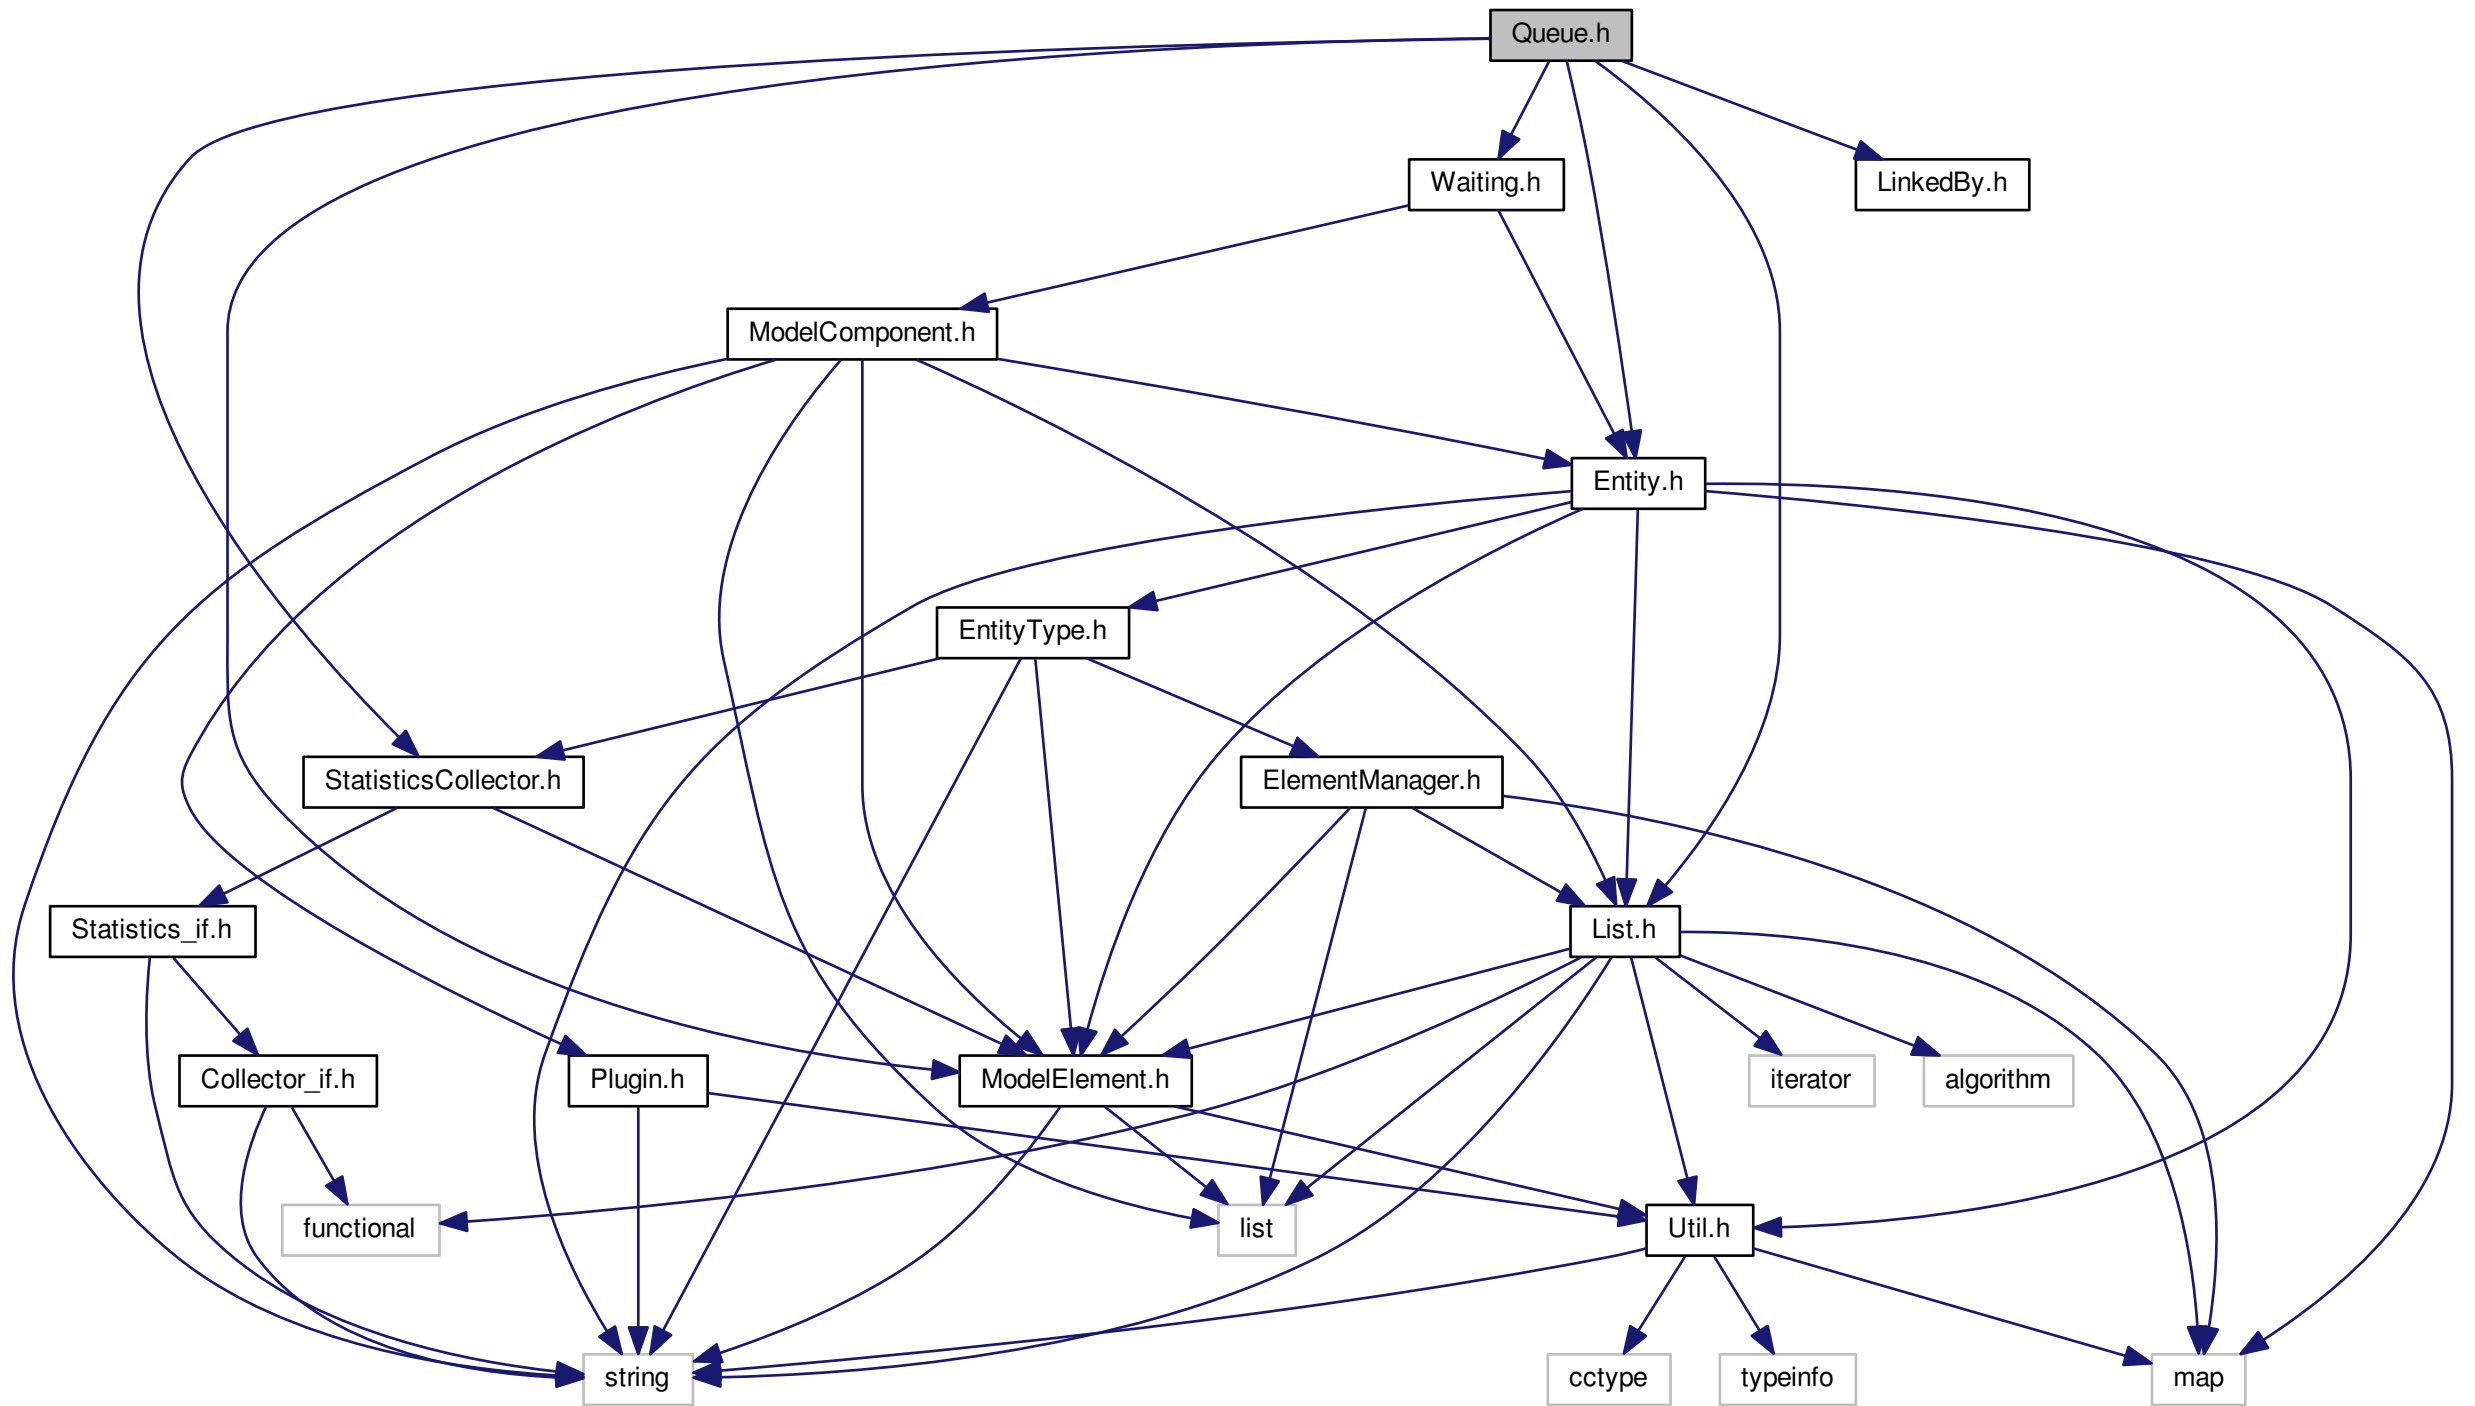 Queue.h
Waiting.h
LinkedBy.h
ModelComponent.h
Entity.h
EntityType.h
StatisticsCollector.h
ElementManager.h
Statistics_if.h
List.h
Collector_if.h
Plugin.h
ModelElement.h
iterator
algorithm
functional
list
Util.h
string
cctype
typeinfo
map